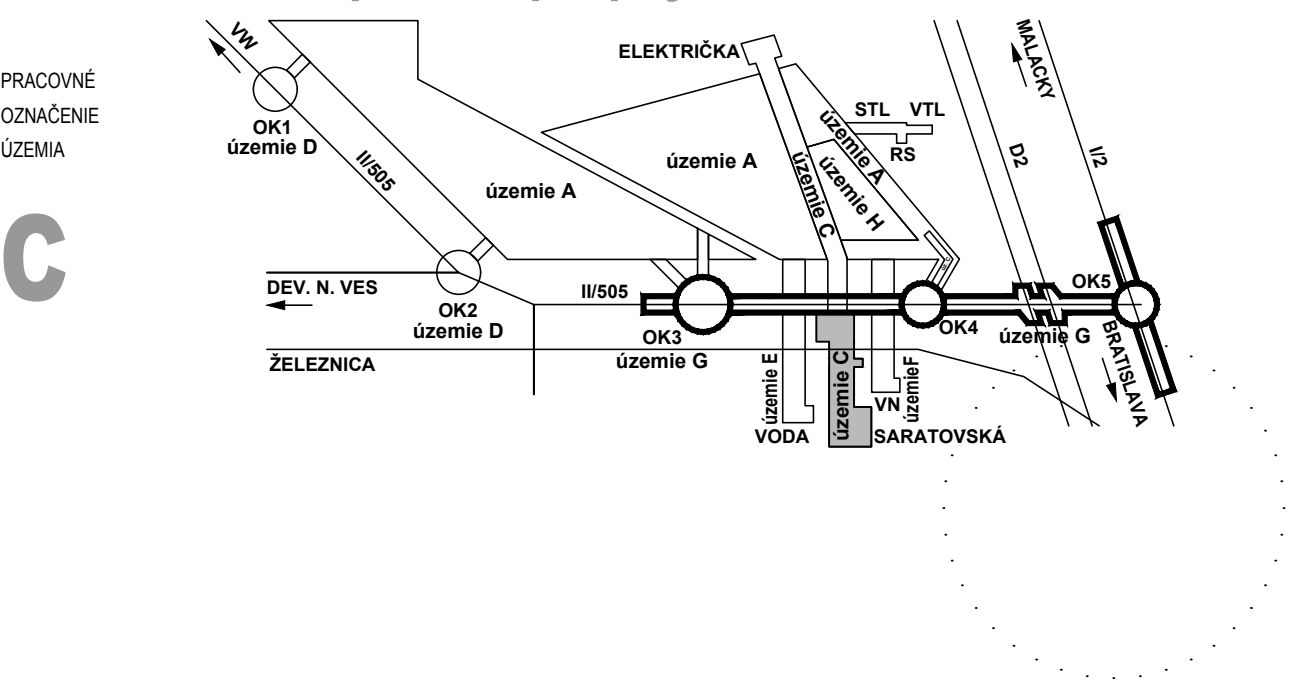 PRACOVNÉ
OZNAČENIE
ÚZEMIA
C
VW
OK1
územie D
II/505
územie A
ELEKTRIČKA
územie A
územie C
územie A
územie H
STL VTL
RS
MALACKY
D2
I/2
DEV. N. VES
OK2
územie D
II/505
OK3
územie G
OK4
OK5
územie G
BRATISLAVA
ŽELEZNICA
územie E
VODA
územie C
VN
územieF
SARATOVSKÁ